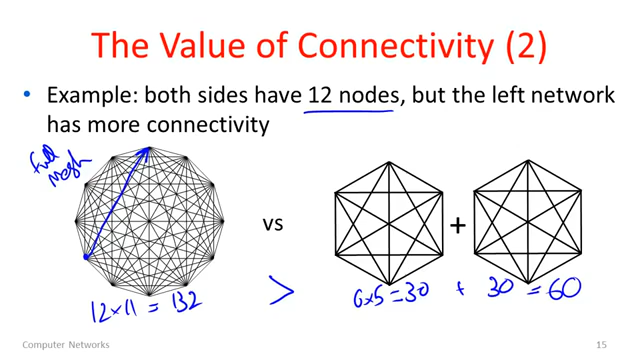 The Value of Connectivity (2)
• Example: both sides have 12 nodes, but the left network
has more connectivity
Full
Mesh
vs
+
12×11 = 132
>
6×5=30 + 30 = 60
Computer Networks
15